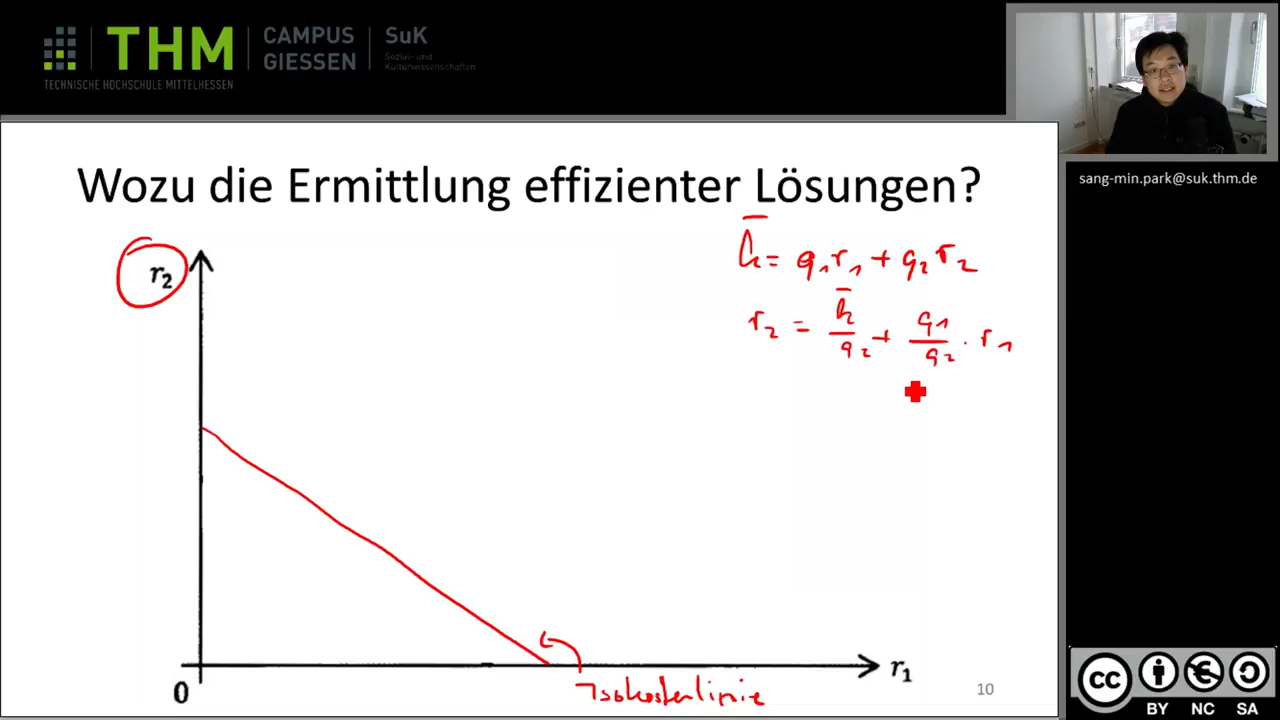 THM
CAMPUS
GIESSEN
SuK
Sozial- und
Kulturwissenschaften
TECHNISCHE HOCHSCHULE MITTELHESSEN
sang-min.park@suk.thm.de
Wozu die Ermittlung effizienter Lösungen?
k̄ = q₁r₁ + q₂r₂
r₂ = k̄/q₂ + q₁/q₂ · r₁
r₂
0
r₁
Isokostenlinie
10
cc
BY NC SA